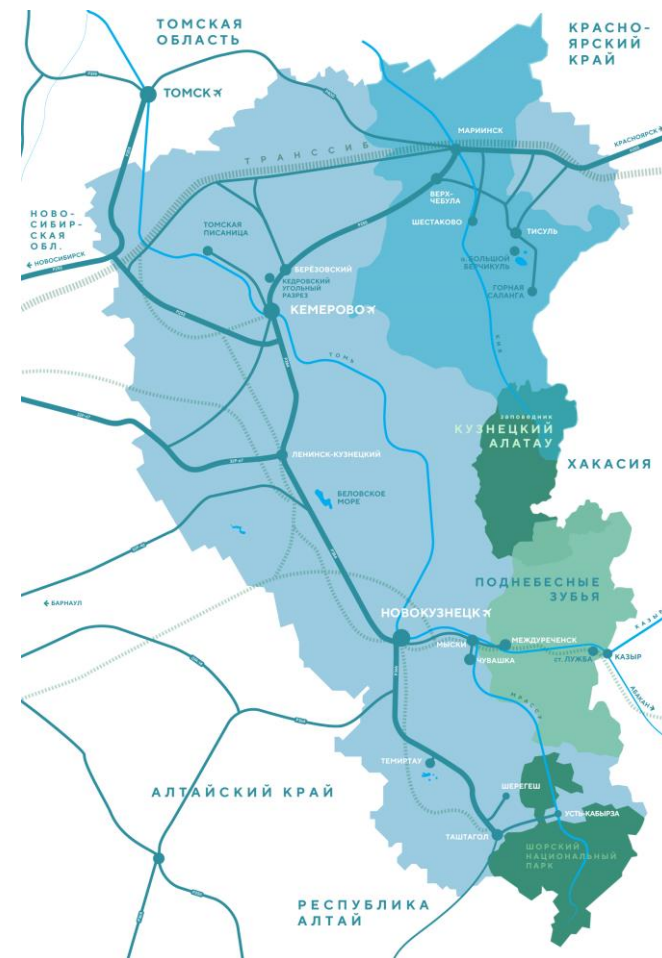 ТОМСКАЯ
ОБЛАСТЬ
КРАСНО-
ЯРСКИЙ
КРАЙ
ТОМСК
МАРИИНСК
КРАСНОЯРСК
ТРАНССИБ
ВЕРХ-
ЧЕБУЛА
НОВО-
СИБИР-
СКАЯ
ОБЛ.
НОВОСИБИРСК
ТОМСКАЯ
ПИСАНИЦА
ШЕСТАКОВО
ТИСУЛЬ
БОЛЬШОЙ
БЕРЧИКУЛЬ
БЕРЁЗОВСКИЙ
КЕДРОВСКИЙ
УГОЛЬНЫЙ
РАЗРЕЗ
ГОРНАЯ
САЛАНГА
КЕМЕРОВО
ТОМЬ
КИЯ
ЗАПОВЕДНИК
КУЗНЕЦКИЙ
АЛАТАУ
ЛЕНИНСК-КУЗНЕЦКИЙ
ХАКАСИЯ
БЕЛОВСКОЕ
МОРЕ
ПОДНЕБЕСНЫЕ
ЗУБЬЯ
БАРНАУЛ
НОВОКУЗНЕЦК
МЫСКИ
МЕЖДУРЕЧЕНСК
КАЗЫР
ЧУВАШКА
ст. ЛУЖБА
КАЗЫР
АБАКАН
МРАССУ
ТЕМИРТАУ
АЛТАЙСКИЙ КРАЙ
ШЕРЕГЕШ
УСТЬ-КАБЫРЗА
ТАШТАГОЛ
ШОРСКИЙ
НАЦИОНАЛЬНЫЙ
ПАРК
РЕСПУБЛИКА
АЛТАЙ